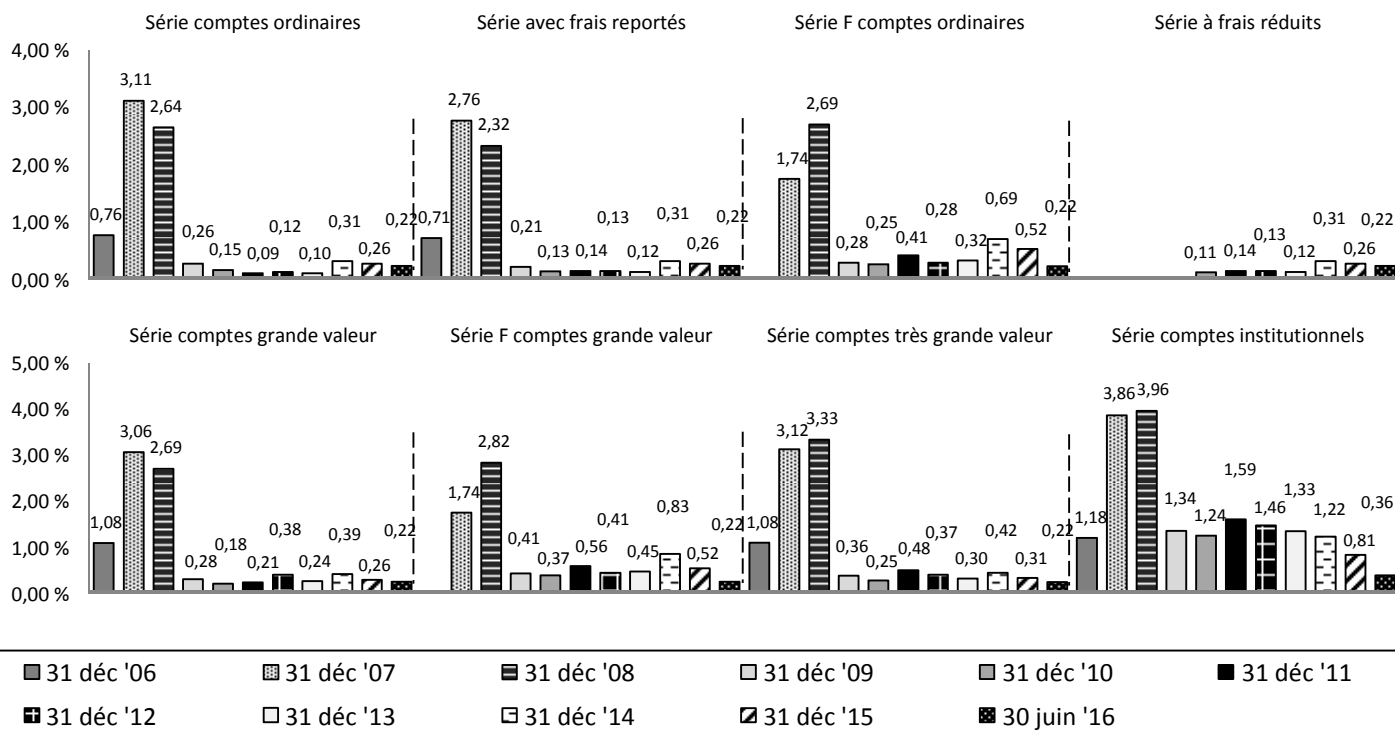 Série comptes ordinaires Série avec frais reportés Série F comptes ordinaires Série à frais réduits
4,00 %
3,00 %
2,00 %
1,00 %
0,00 %
0,76 3,11 2,64 0,26 0,15 0,09 0,12 0,10 0,31 0,26 0,22
0,71 2,76 2,32 0,21 0,13 0,14 0,13 0,12 0,31 0,26 0,22
1,74 2,69 0,28 0,25 0,41 0,28 0,32 0,69 0,52 0,22
0,11 0,14 0,13 0,12 0,31 0,26 0,22
Série comptes grande valeur Série F comptes grande valeur Série comptes très grande valeur Série comptes institutionnels
5,00 %
4,00 %
3,00 %
2,00 %
1,00 %
0,00 %
1,08 3,06 2,69 0,28 0,18 0,21 0,38 0,24 0,39 0,26 0,22
1,74 2,82 0,41 0,37 0,56 0,41 0,45 0,83 0,52 0,22
1,08 3,12 3,33 0,36 0,25 0,48 0,37 0,30 0,42 0,31 0,22
1,18 3,86 3,96 1,34 1,24 1,59 1,46 1,33 1,22 0,81 0,36
31 déc '06 31 déc '07 31 déc '08 31 déc '09 31 déc '10 31 déc '11
31 déc '12 31 déc '13 31 déc '14 31 déc '15 30 juin '16